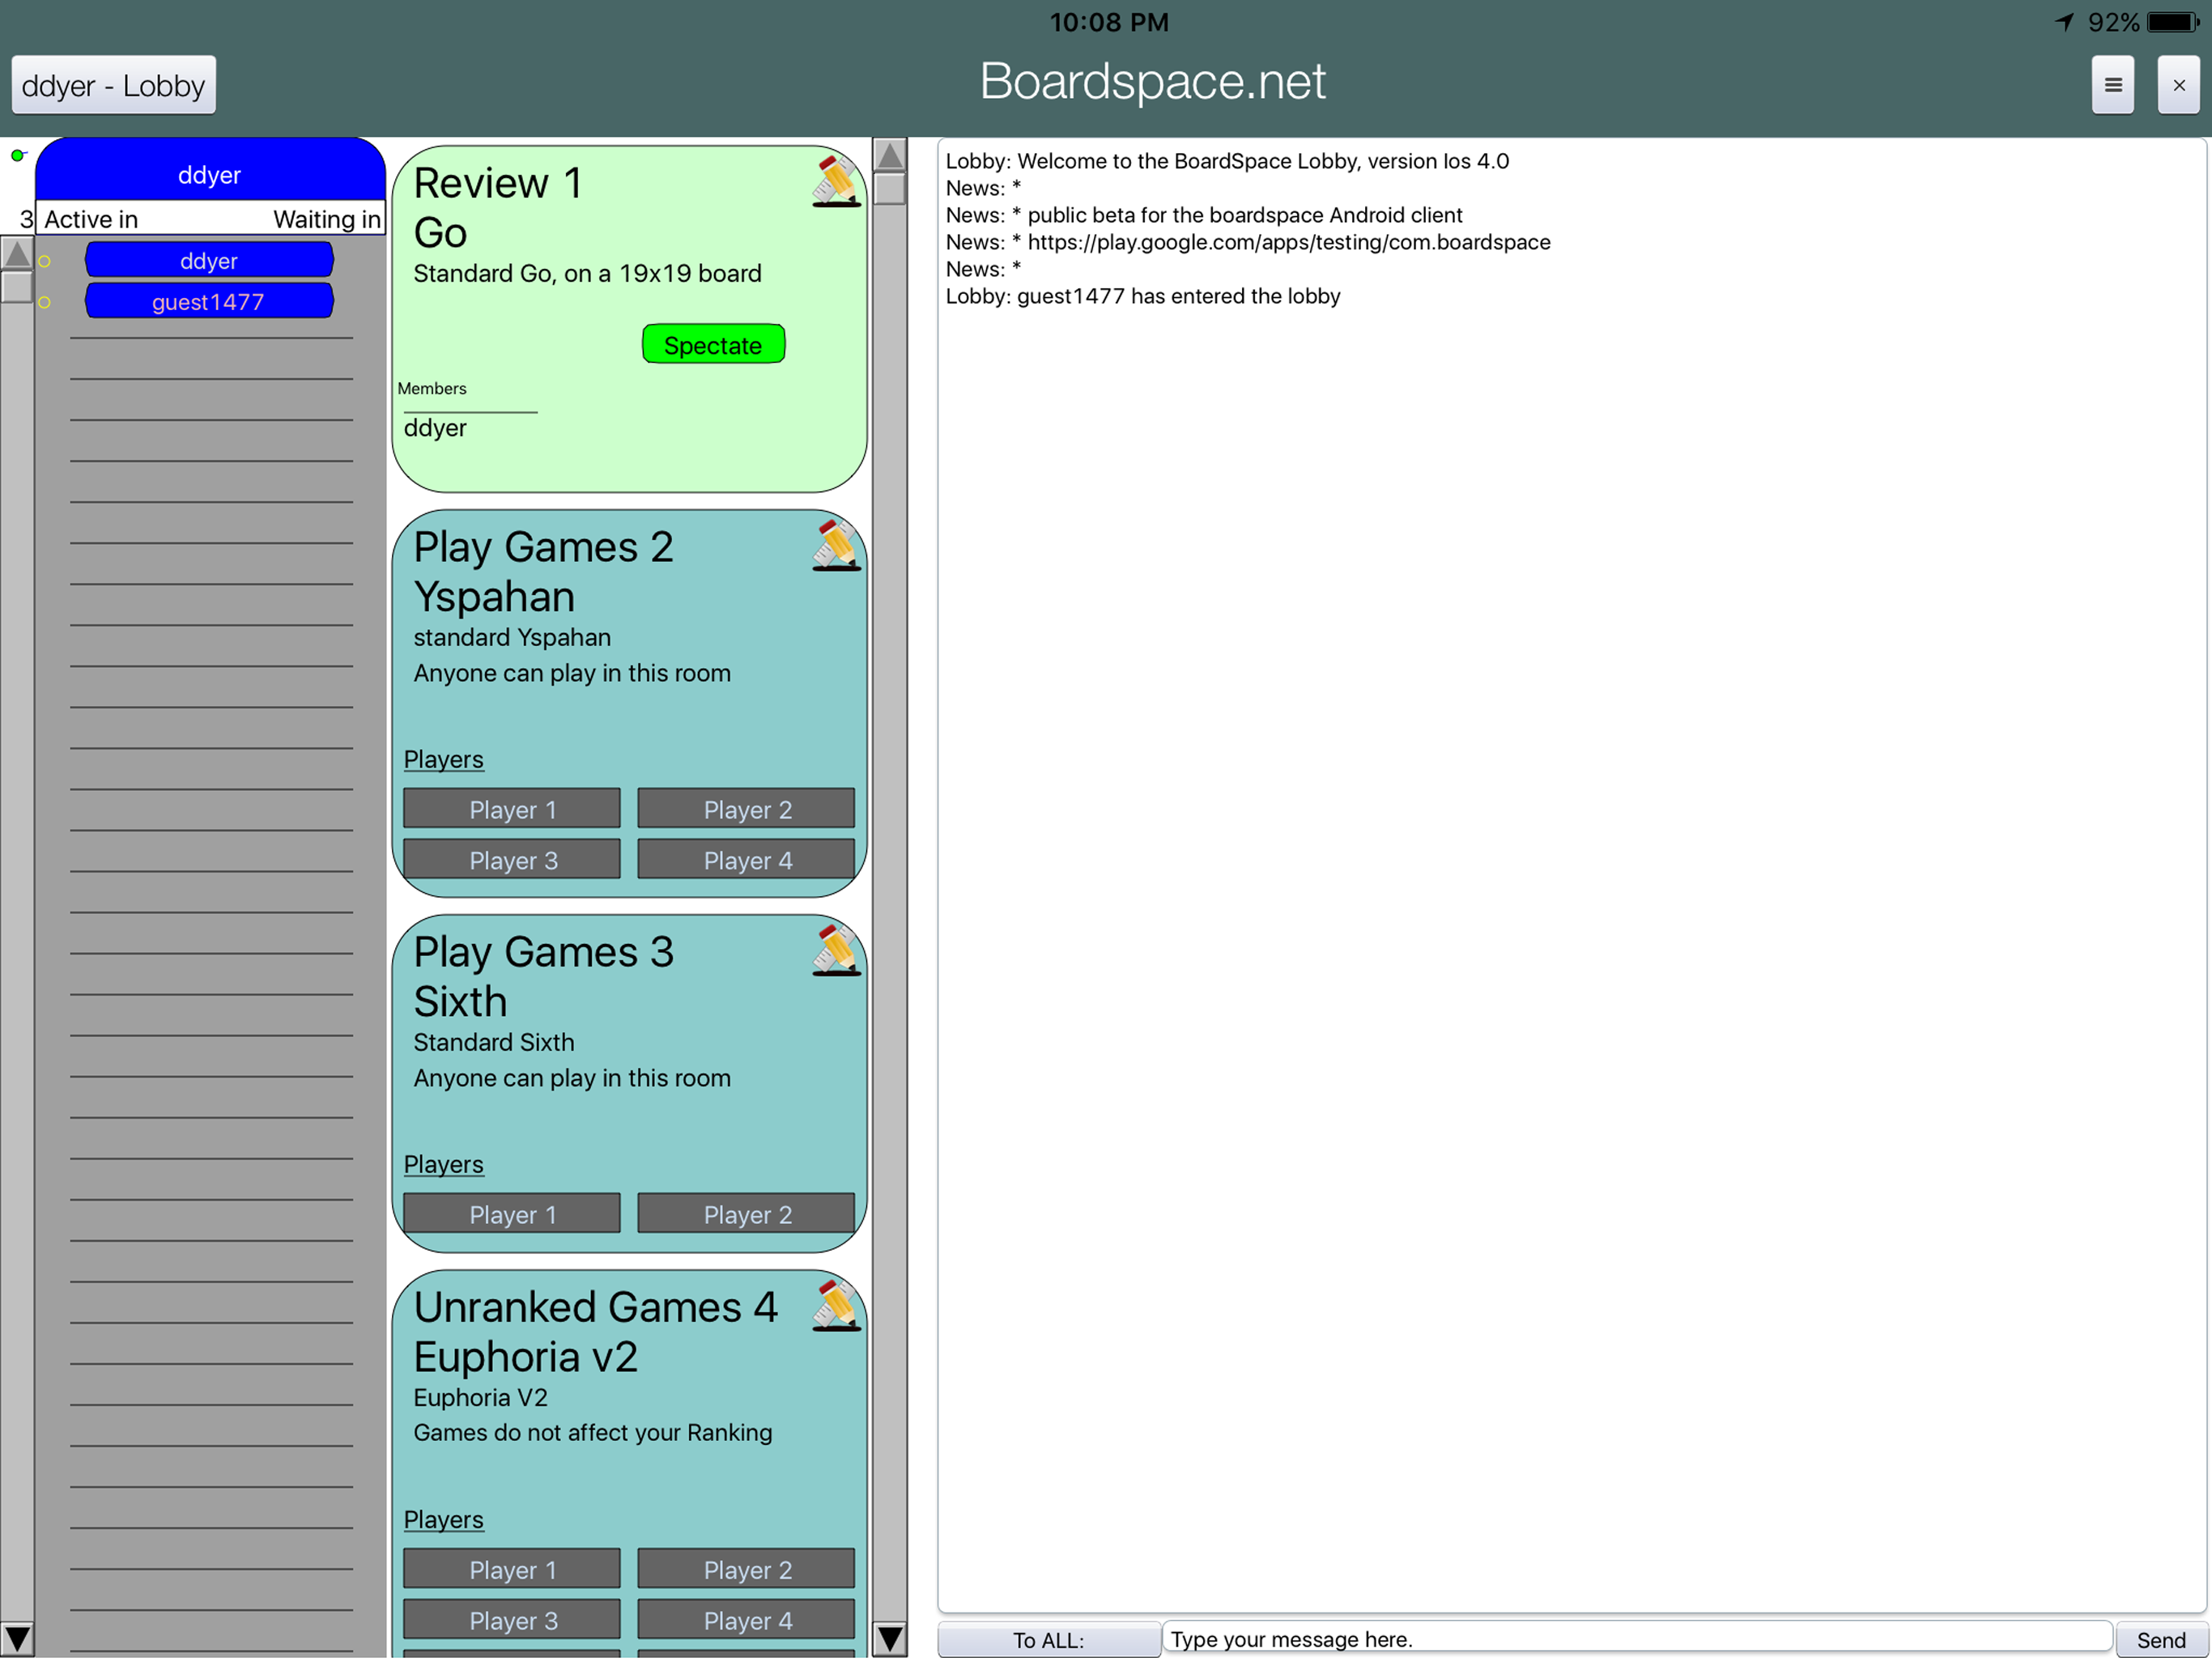 10:08 PM
92%
ddyer - Lobby
Boardspace.net
ddyer
3 Active in Waiting in
ddyer
guest1477
Review 1
Go
Standard Go, on a 19x19 board
Spectate
Members
ddyer
Play Games 2
Yspahan
standard Yspahan
Anyone can play in this room
Players
Player 1 Player 2
Player 3 Player 4
Play Games 3
Sixth
Standard Sixth
Anyone can play in this room
Players
Player 1 Player 2
Unranked Games 4
Euphoria v2
Euphoria V2
Games do not affect your Ranking
Players
Player 1 Player 2
Player 3 Player 4
Lobby: Welcome to the BoardSpace Lobby, version Ios 4.0
News: *
News: * public beta for the boardspace Android client
News: * https://play.google.com/apps/testing/com.boardspace
News: *
Lobby: guest1477 has entered the lobby
To ALL: Type your message here. Send